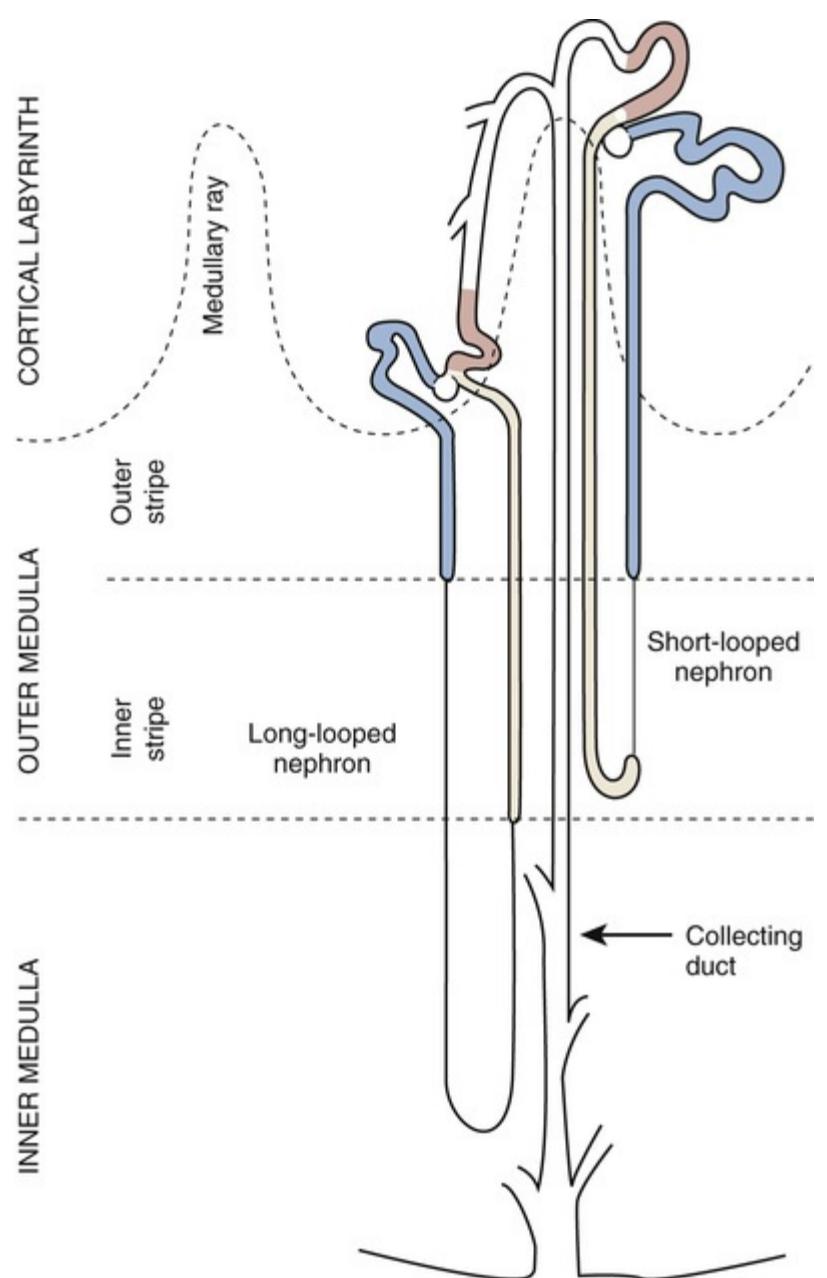 CORTICAL LABYRINTH
Medullary ray
Outer
stripe
OUTER MEDULLA
Inner
stripe
Short-looped
nephron
Long-looped
nephron
Collecting
duct
INNER MEDULLA